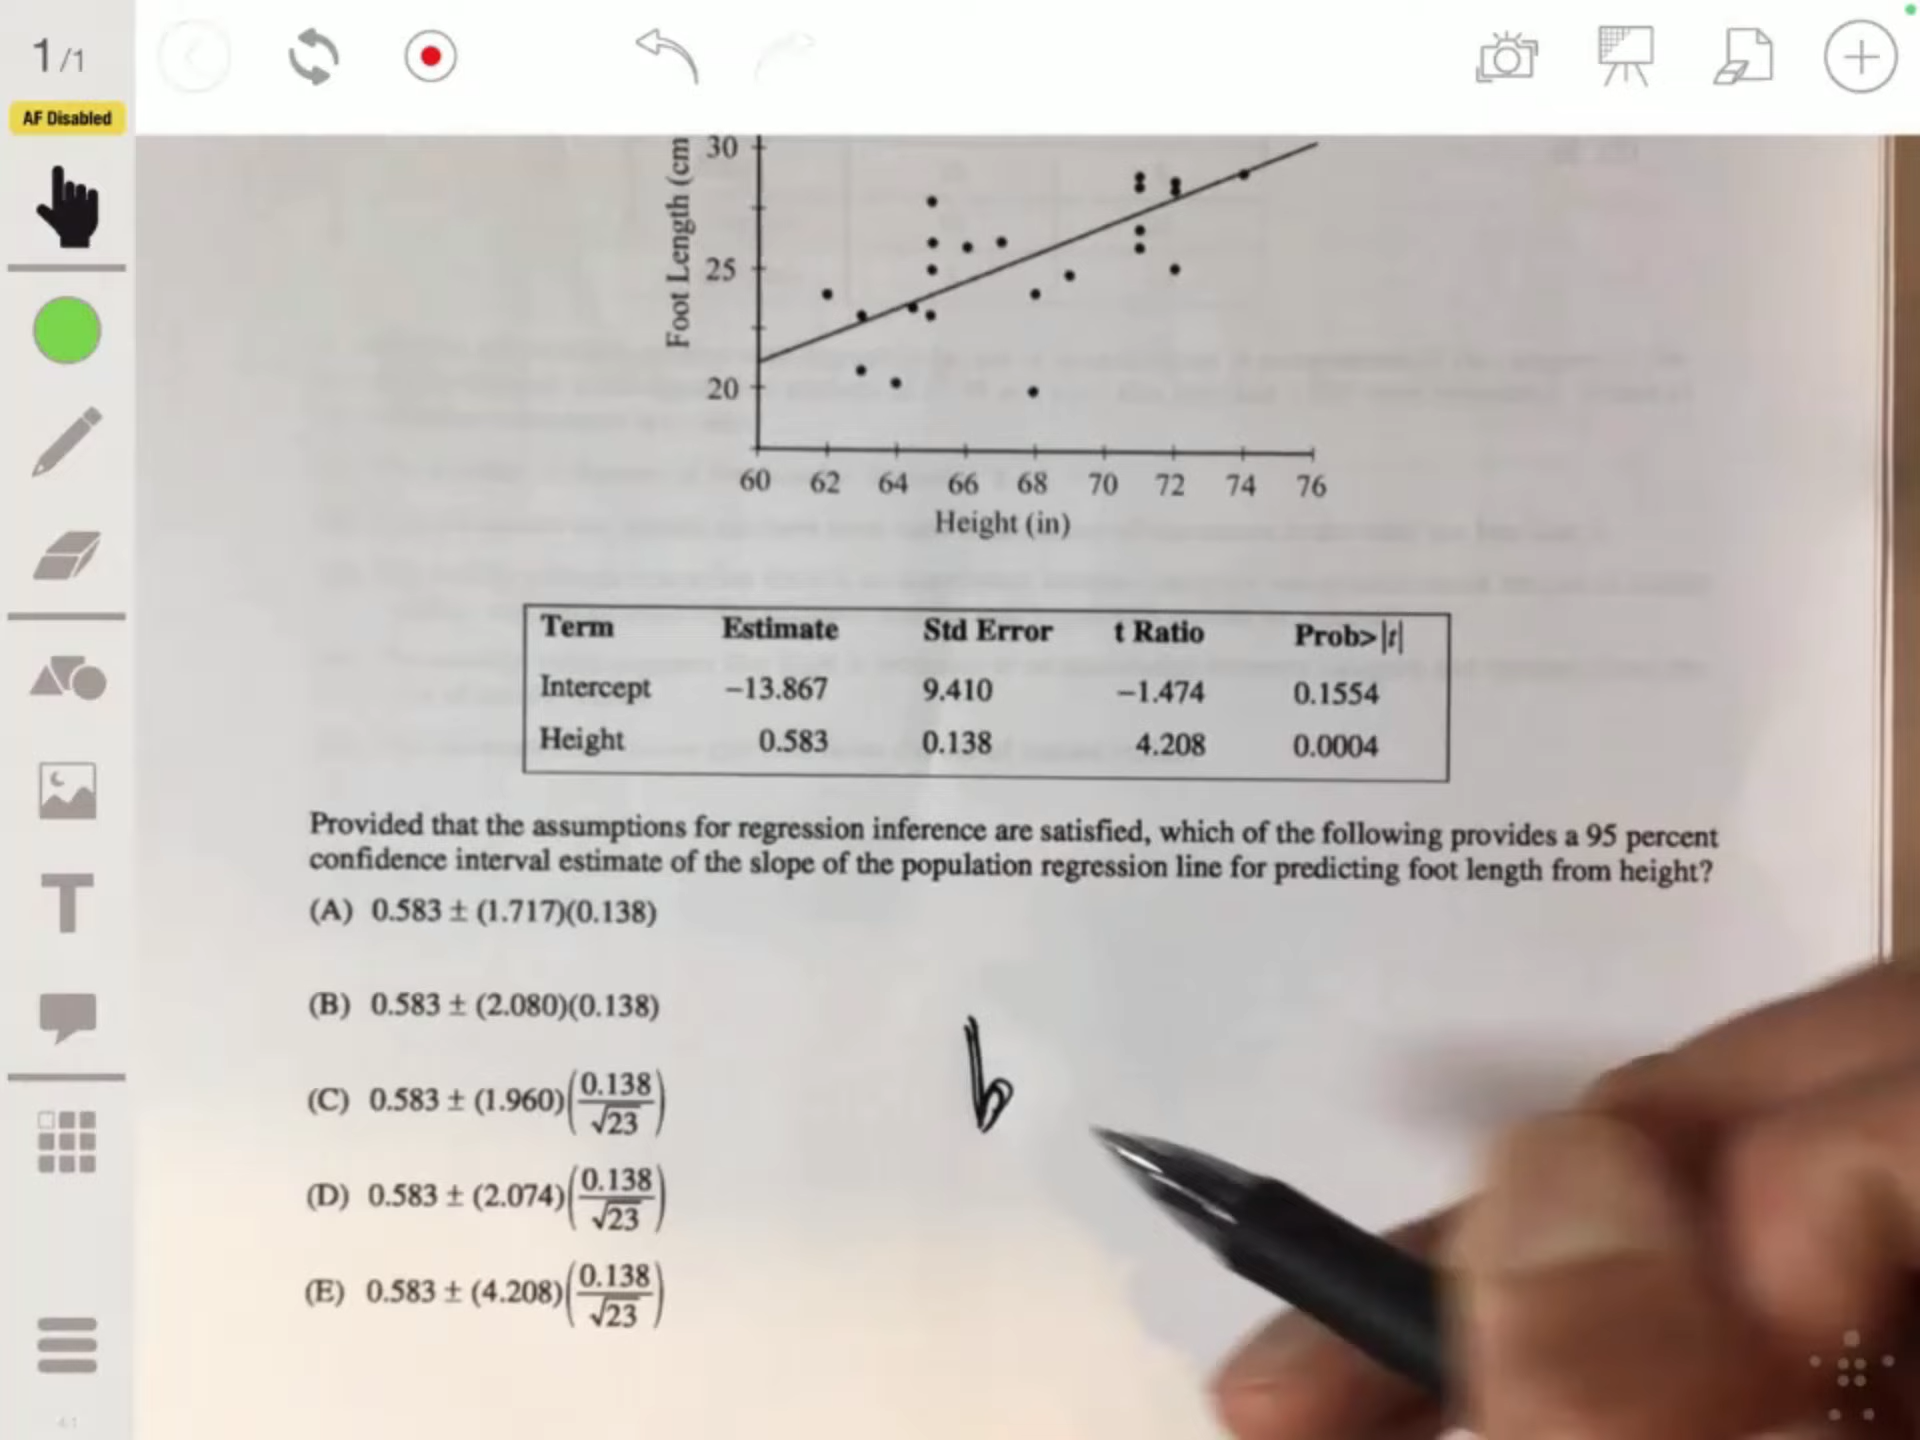 1/1
AF Disabled
30
25
20
Foot Length (cm
60 62 64 66 68 70 72 74 76
Height (in)
Term Estimate Std Error t Ratio Prob>|t|
Intercept −13.867 9.410 −1.474 0.1554
Height 0.583 0.138 4.208 0.0004
Provided that the assumptions for regression inference are satisfied, which of the following provides a 95 percent
confidence interval estimate of the slope of the population regression line for predicting foot length from height?
(A) 0.583 ± (1.717)(0.138)
(B) 0.583 ± (2.080)(0.138)
(C) 0.583 ± (1.960)(0.138/√23)
(D) 0.583 ± (2.074)(0.138/√23)
(E) 0.583 ± (4.208)(0.138/√23)
b
T